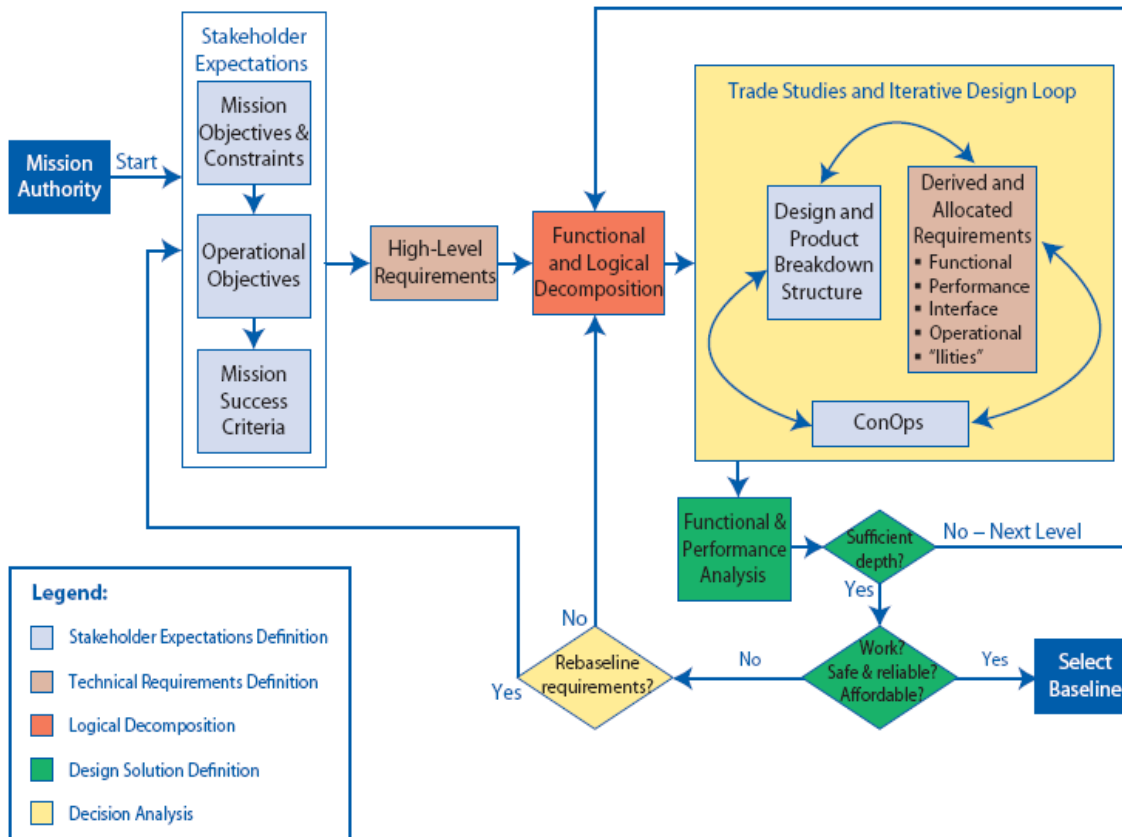 Stakeholder
Expectations
Mission
Objectives &
Constraints
Mission
Authority
Start
Operational
Objectives
Mission
Success
Criteria
High-Level
Requirements
Functional
and Logical
Decomposition
Trade Studies and Iterative Design Loop
Design and
Product
Breakdown
Structure
Derived and
Allocated
Requirements
▪ Functional
▪ Performance
▪ Interface
▪ Operational
▪ "Ilities"
ConOps
Functional &
Performance
Analysis
Sufficient
depth?
No – Next Level
Yes
Work?
Safe & reliable?
Affordable?
Yes
Select
Baseline
No
Rebaseline
requirements?
No
Yes
Legend:
Stakeholder Expectations Definition
Technical Requirements Definition
Logical Decomposition
Design Solution Definition
Decision Analysis